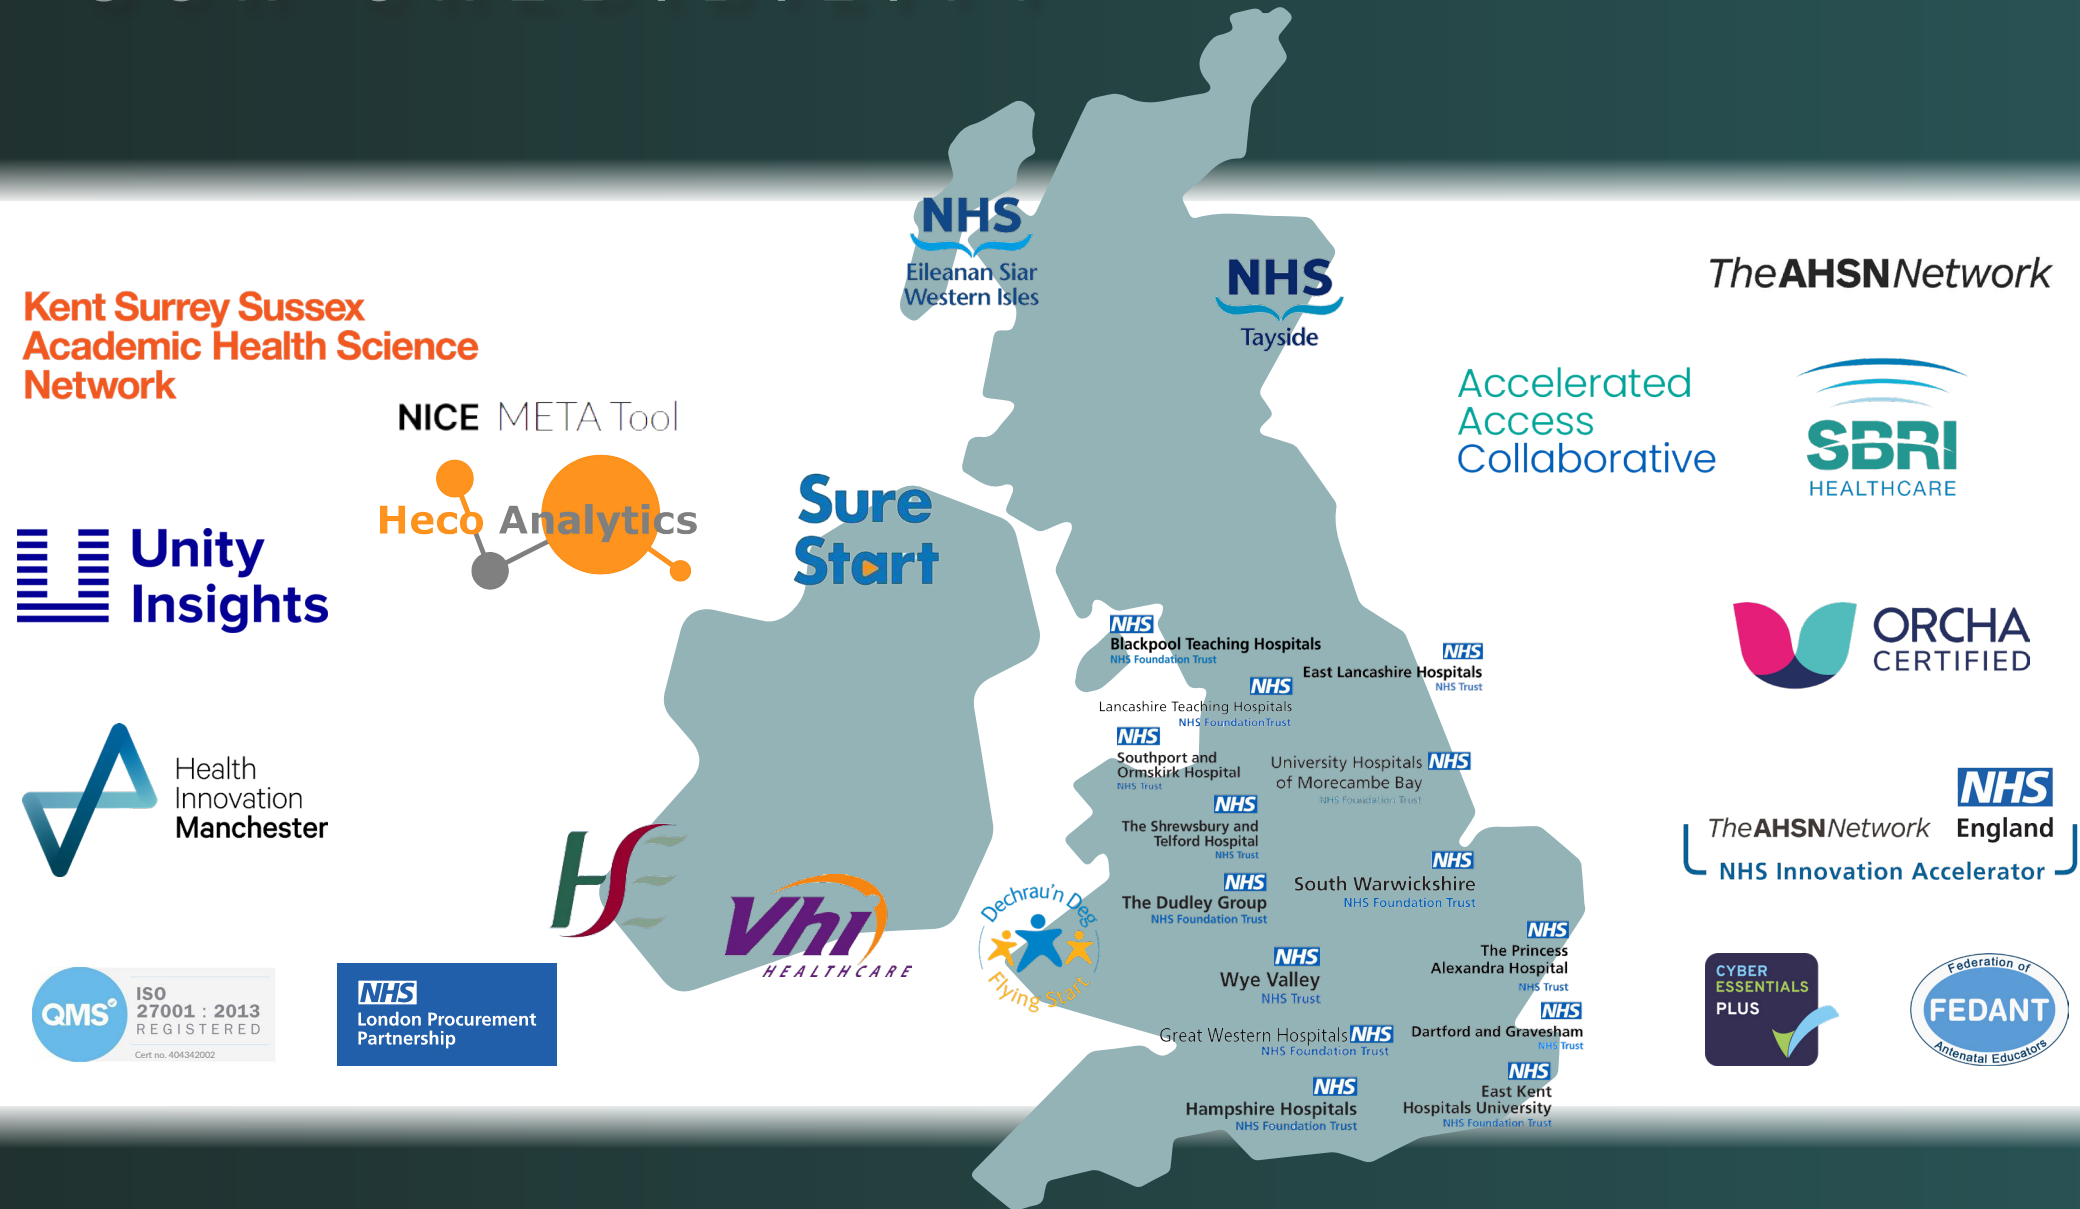 NHS
Eileanan Siar
Western Isles
NHS
Tayside
The AHSN Network
Kent Surrey Sussex
Academic Health Science
Network
NICE META Tool
Heco Analytics
Sure
Start
Accelerated
Access
Collaborative
SBRI
HEALTHCARE
Unity
Insights
ORCHA
CERTIFIED
NHS
Blackpool Teaching Hospitals
NHS Foundation Trust
NHS
East Lancashire Hospitals
NHS Trust
NHS
Lancashire Teaching Hospitals
NHS Foundation Trust
NHS
Southport and
Ormskirk Hospital
NHS Trust
University Hospitals NHS
of Morecambe Bay
NHS Foundation Trust
NHS
The Shrewsbury and
Telford Hospital
NHS Trust
NHS
The Dudley Group
NHS Foundation Trust
NHS
South Warwickshire
NHS Foundation Trust
NHS
Wye Valley
NHS Trust
NHS
The Princess
Alexandra Hospital
NHS Trust
Great Western Hospitals NHS
NHS Foundation Trust
NHS
Dartford and Gravesham
NHS Trust
NHS
Hampshire Hospitals
NHS Foundation Trust
NHS
East Kent
Hospitals University
NHS Foundation Trust
Health
Innovation
Manchester
HSE
Vhi
HEALTHCARE
Dechrau'n Deg
Flying Start
NHS
The AHSN Network England
NHS Innovation Accelerator
QMS
ISO
27001 : 2013
REGISTERED
Cert no. 404342002
NHS
London Procurement
Partnership
CYBER
ESSENTIALS
PLUS
Federation of
FEDANT
Antenatal Educators